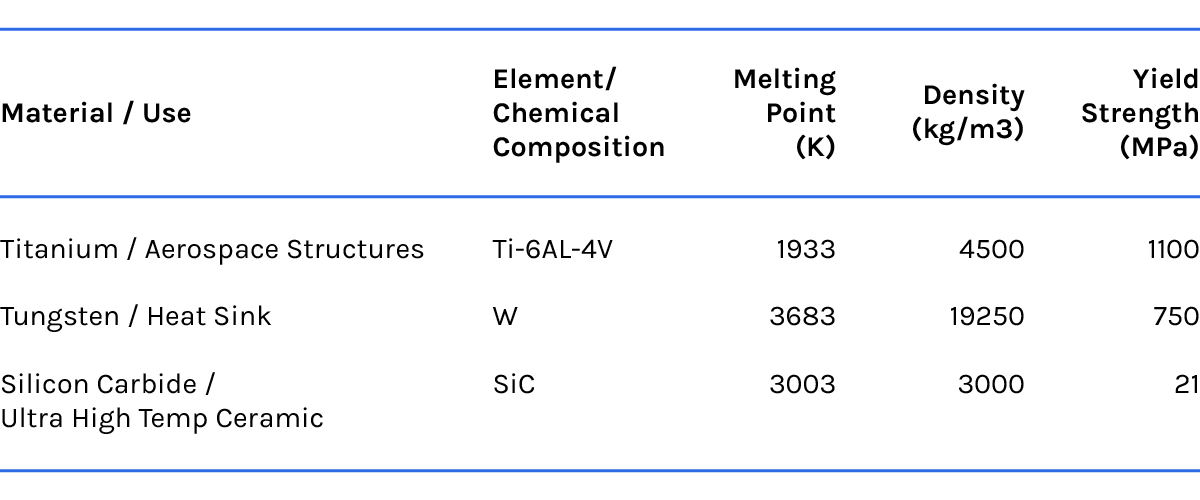 Material / Use
Element/
Chemical
Composition
Melting
Point
(K)
Density
(kg/m3)
Yield
Strength
(MPa)
Titanium / Aerospace Structures Ti-6AL-4V 1933 4500 1100
Tungsten / Heat Sink W 3683 19250 750
Silicon Carbide / SiC 3003 3000 21
Ultra High Temp Ceramic